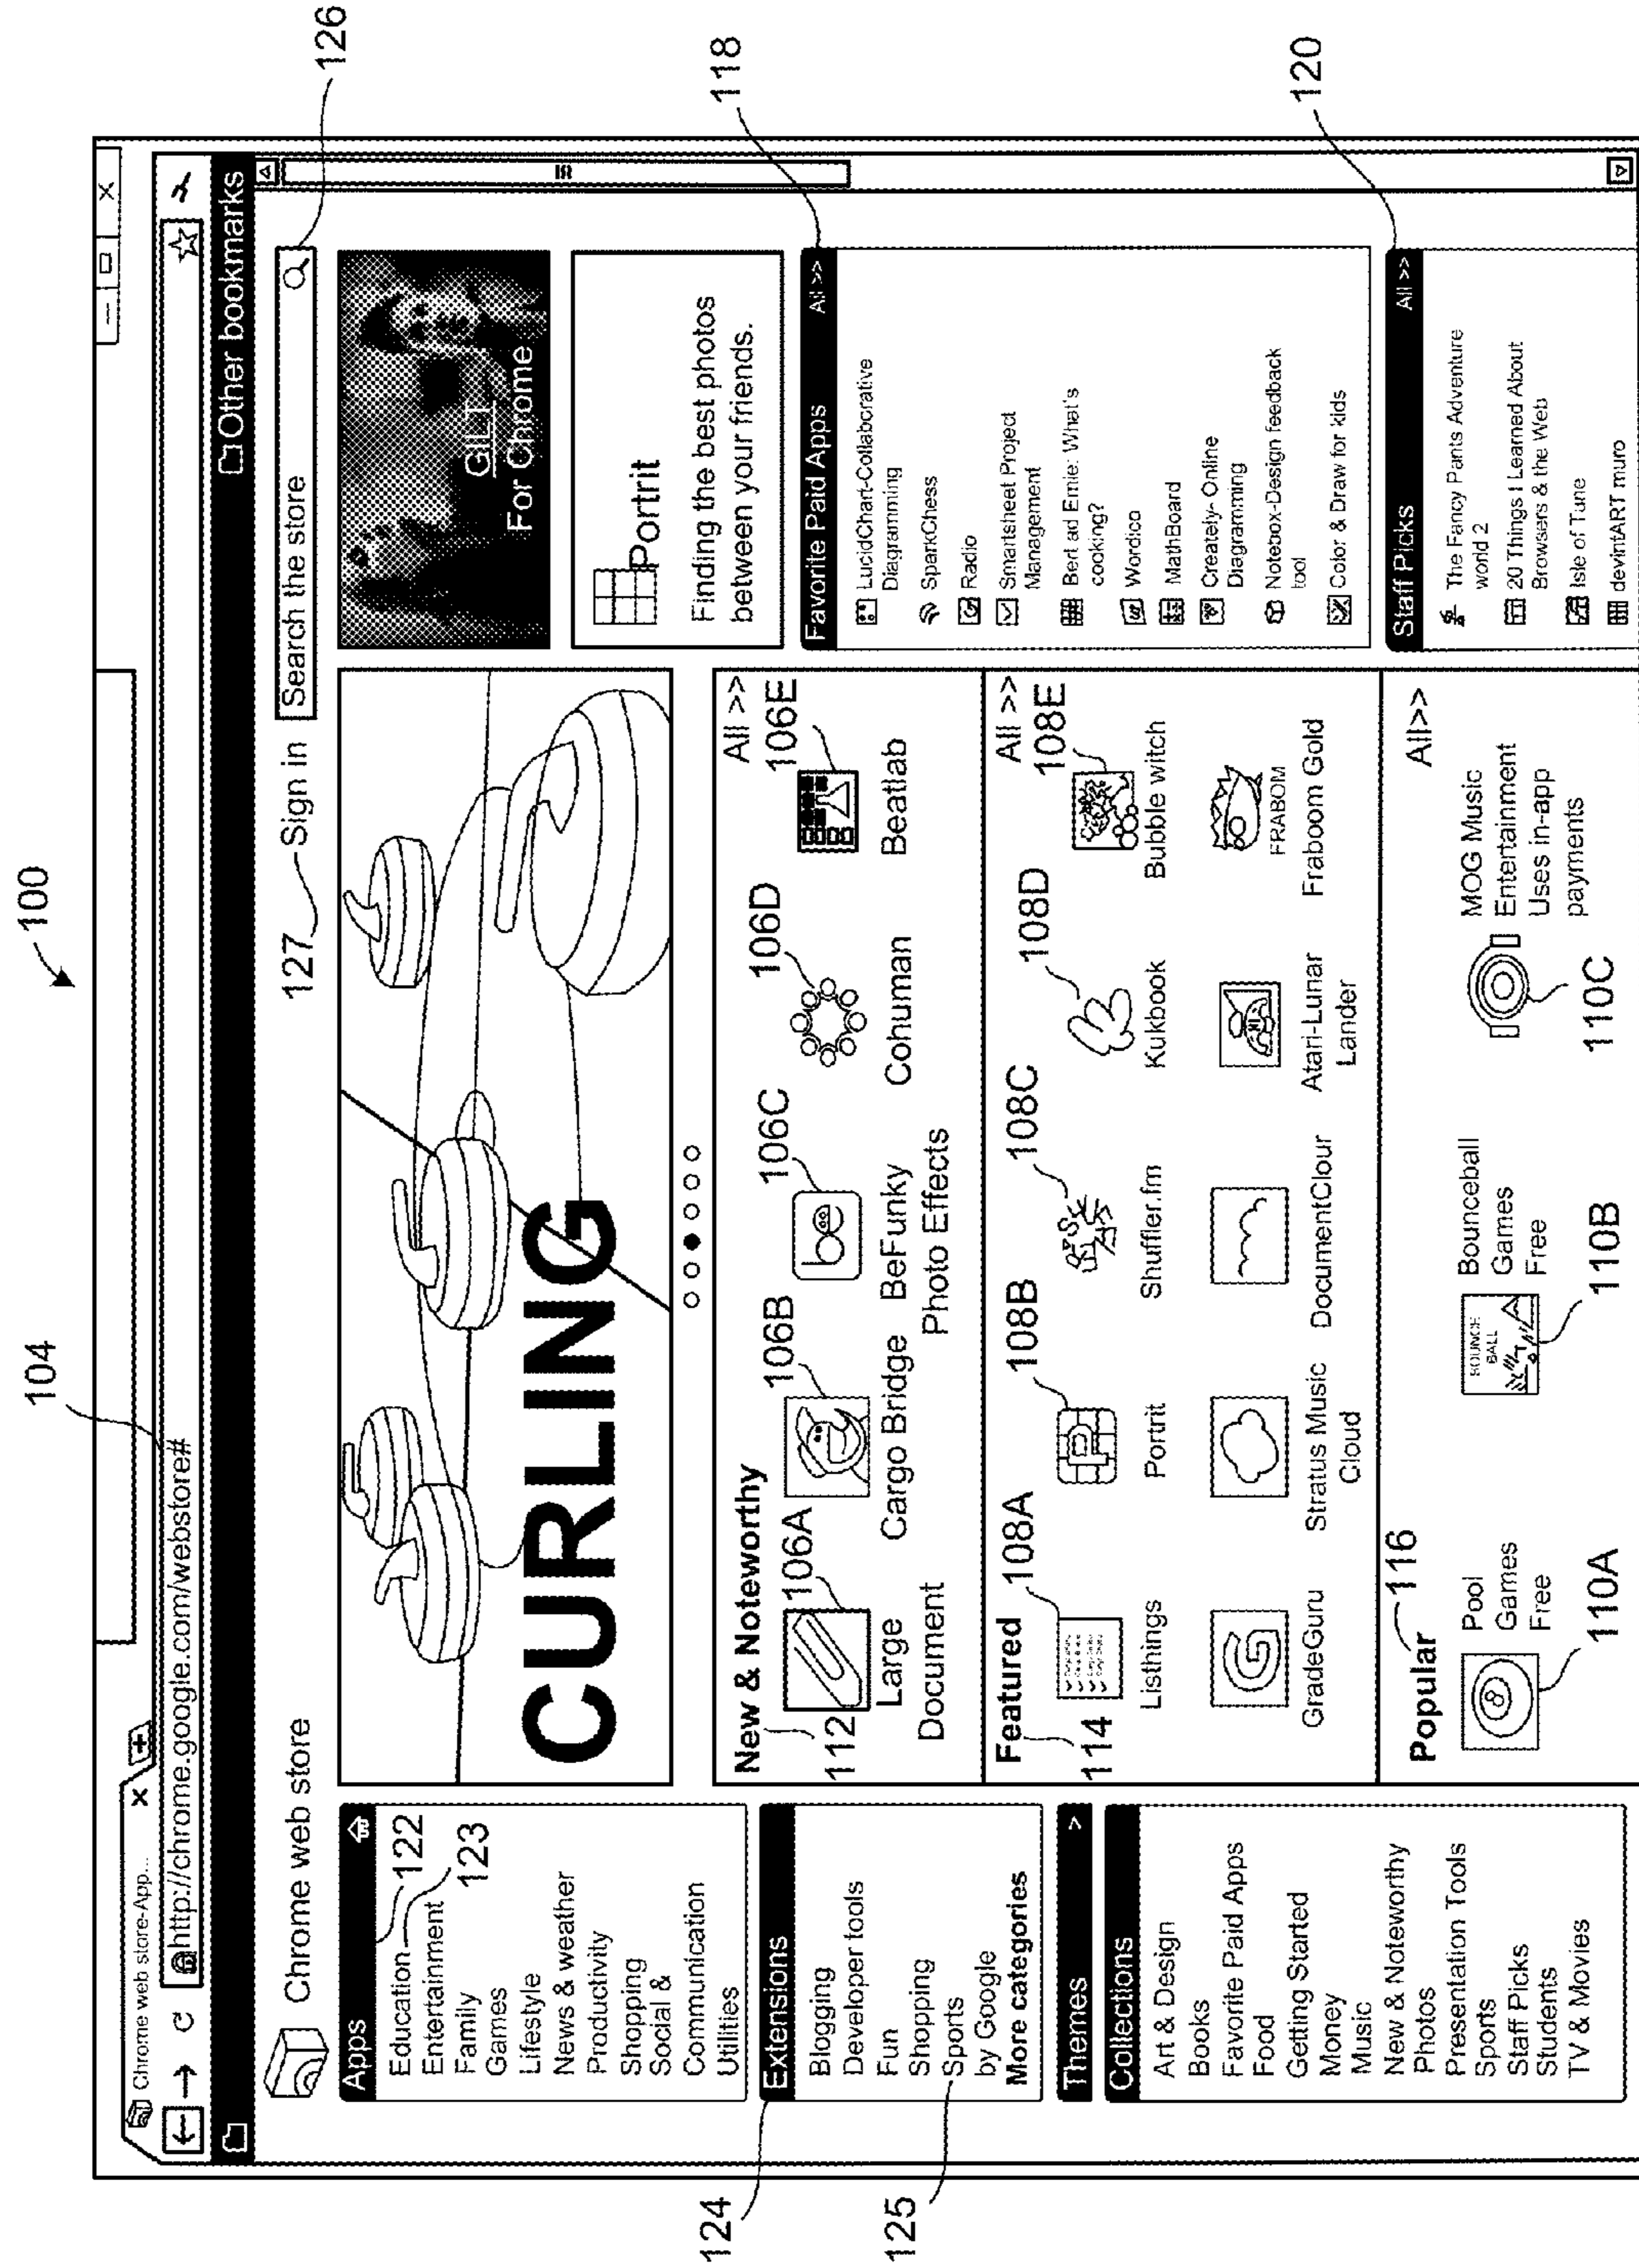 100
104
Chrome web store-App...
http://chrome.google.com/webstore#
Other bookmarks
Chrome web store
127
Sign in
Search the store
126
Apps
122
Education
123
Entertainment
Family
Games
Lifestyle
News & weather
Productivity
Shopping
Social &
Communication
Utilities
124
Extensions
Blogging
Developer tools
Fun
Shopping
Sports
125
by Google
More categories
Themes >
Collections
Art & Design
Books
Favorite Paid Apps
Food
Getting Started
Money
Music
New & Noteworthy
Photos
Presentation Tools
Sports
Staff Picks
Students
TV & Movies
CURLING
New & Noteworthy
All >>
112
106A
106B
106C
106D
106E
be
Large
Document
Cargo Bridge
BeFunky
Photo Effects
Cohuman
Beatlab
Featured
All >>
114
108A
108B
108C
108D
108E
Listhings
Portrit
Shuffler.fm
Kukbook
Bubble witch
FRABOM
GradeGuru
Stratus Music
Cloud
DocumentClour
Atari-Lunar
Lander
Fraboom Gold
Popular
116
All>>
8
Pool
Games
Free
110A
BOUNCE
BALL
Bounceball
Games
Free
110B
MOG Music
Entertainment
Uses in-app
payments
110C
GILT
For Chrome
Portrit
Finding the best photos
between your friends.
118
Favorite Paid Apps All >>
LucidChart-Collaborative
Diagramming
SparkChess
Radio
Smartsheet Project
Management
Bert ad Ernie: What's
cooking?
Wordico
MathBoard
Creately- Online
Diagramming
Notebox-Design feedback
tool
Color & Draw for kids
120
Staff Picks All >>
The Fancy Pants Adventure
world 2
20 Things I Learned About
Browsers & the Web
Isle of Tune
devintART muro